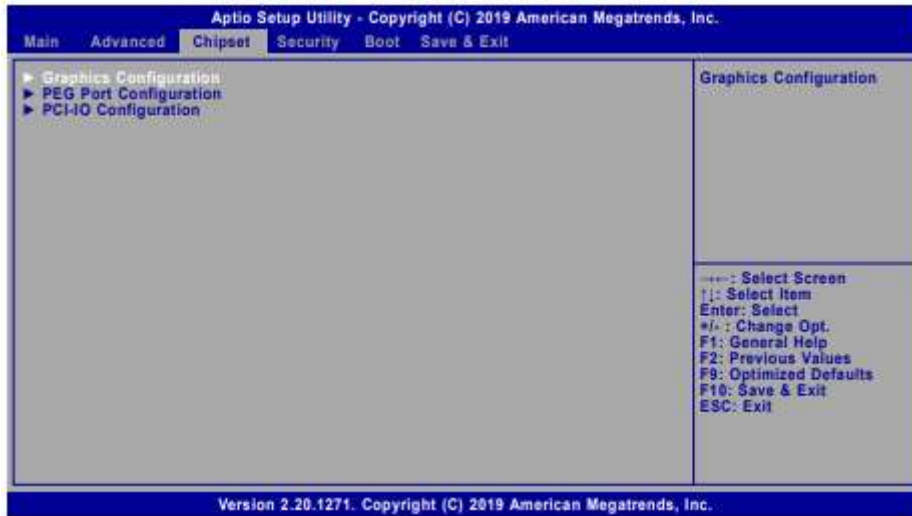 Aptio Setup Utility - Copyright (C) 2019 American Megatrends, Inc.
Main Advanced Chipset Security Boot Save & Exit
► Graphics Configuration
► PEG Port Configuration
► PCI-IO Configuration
Graphics Configuration
→←: Select Screen
↑↓: Select Item
Enter: Select
+/- : Change Opt.
F1: General Help
F2: Previous Values
F9: Optimized Defaults
F10: Save & Exit
ESC: Exit
Version 2.20.1271. Copyright (C) 2019 American Megatrends, Inc.